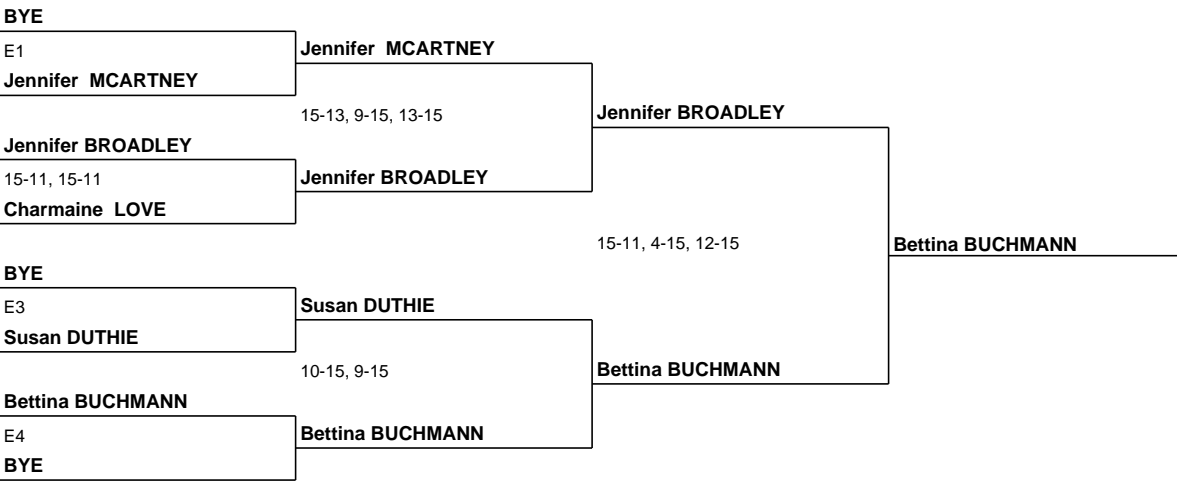 BYE
E1
Jennifer MCARTNEY
Jennifer MCARTNEY
15-13, 9-15, 13-15
Jennifer BROADLEY
Jennifer BROADLEY
15-11, 15-11
Jennifer BROADLEY
Charmaine LOVE
15-11, 4-15, 12-15
Bettina BUCHMANN
BYE
E3
Susan DUTHIE
Susan DUTHIE
10-15, 9-15
Bettina BUCHMANN
Bettina BUCHMANN
E4
Bettina BUCHMANN
BYE